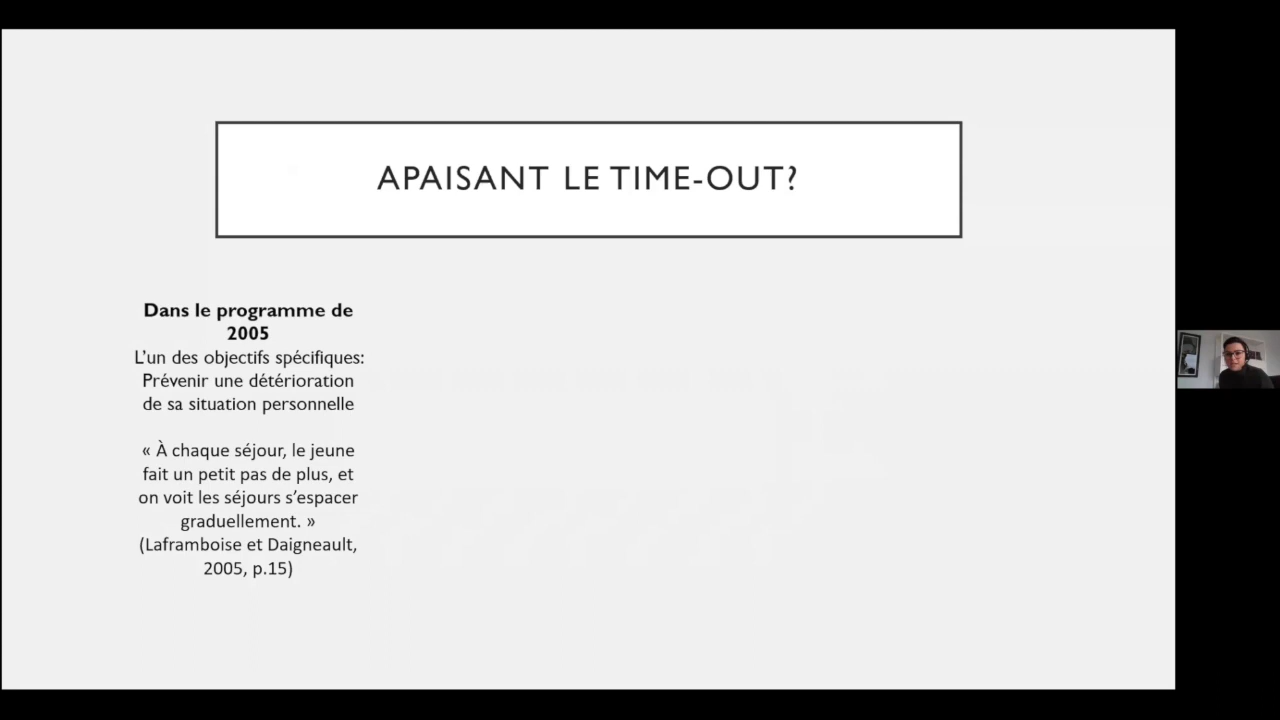 APAISANT LE TIME-OUT?
Dans le programme de
2005
L'un des objectifs spécifiques:
Prévenir une détérioration
de sa situation personnelle
« À chaque séjour, le jeune
fait un petit pas de plus, et
on voit les séjours s'espacer
graduellement. »
(Laframboise et Daigneault,
2005, p.15)